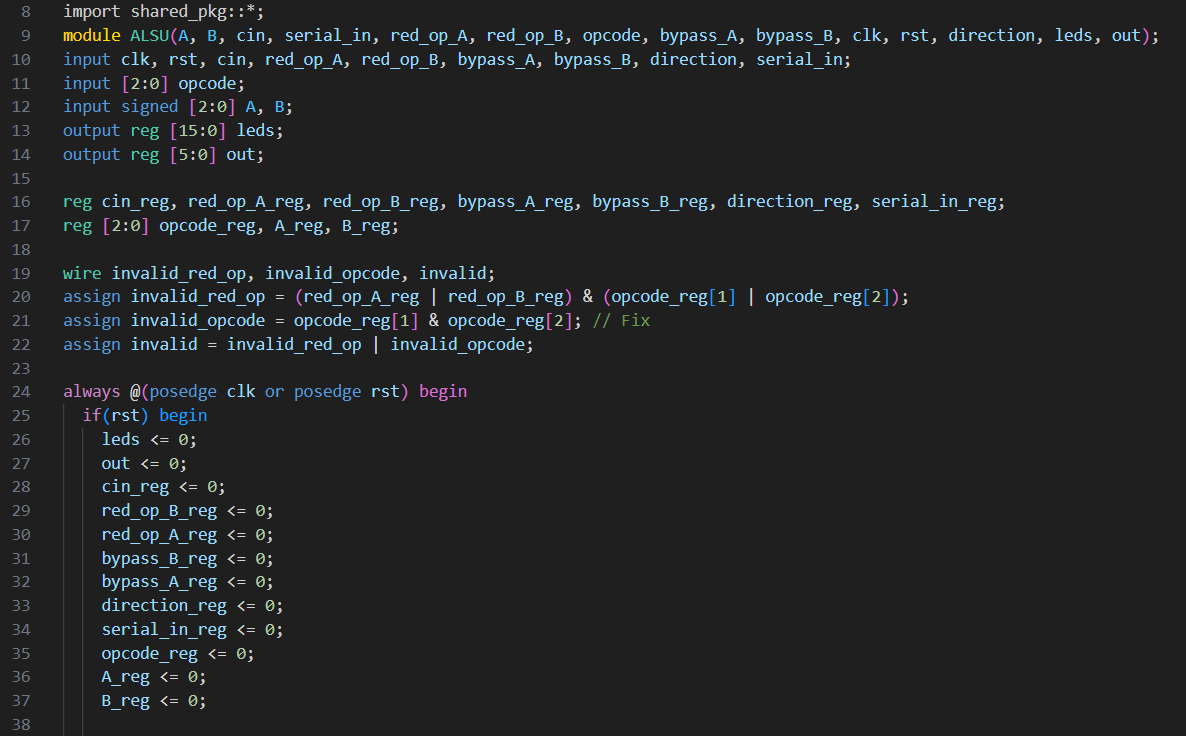 8 import shared_pkg::*;
9 module ALSU(A, B, cin, serial_in, red_op_A, red_op_B, opcode, bypass_A, bypass_B, clk, rst, direction, leds, out);
10 input clk, rst, cin, red_op_A, red_op_B, bypass_A, bypass_B, direction, serial_in;
11 input [2:0] opcode;
12 input signed [2:0] A, B;
13 output reg [15:0] leds;
14 output reg [5:0] out;
15
16 reg cin_reg, red_op_A_reg, red_op_B_reg, bypass_A_reg, bypass_B_reg, direction_reg, serial_in_reg;
17 reg [2:0] opcode_reg, A_reg, B_reg;
18
19 wire invalid_red_op, invalid_opcode, invalid;
20 assign invalid_red_op = (red_op_A_reg | red_op_B_reg) & (opcode_reg[1] | opcode_reg[2]);
21 assign invalid_opcode = opcode_reg[1] & opcode_reg[2]; // Fix
22 assign invalid = invalid_red_op | invalid_opcode;
23
24 always @(posedge clk or posedge rst) begin
25   if(rst) begin
26     leds <= 0;
27     out <= 0;
28     cin_reg <= 0;
29     red_op_B_reg <= 0;
30     red_op_A_reg <= 0;
31     bypass_B_reg <= 0;
32     bypass_A_reg <= 0;
33     direction_reg <= 0;
34     serial_in_reg <= 0;
35     opcode_reg <= 0;
36     A_reg <= 0;
37     B_reg <= 0;
38